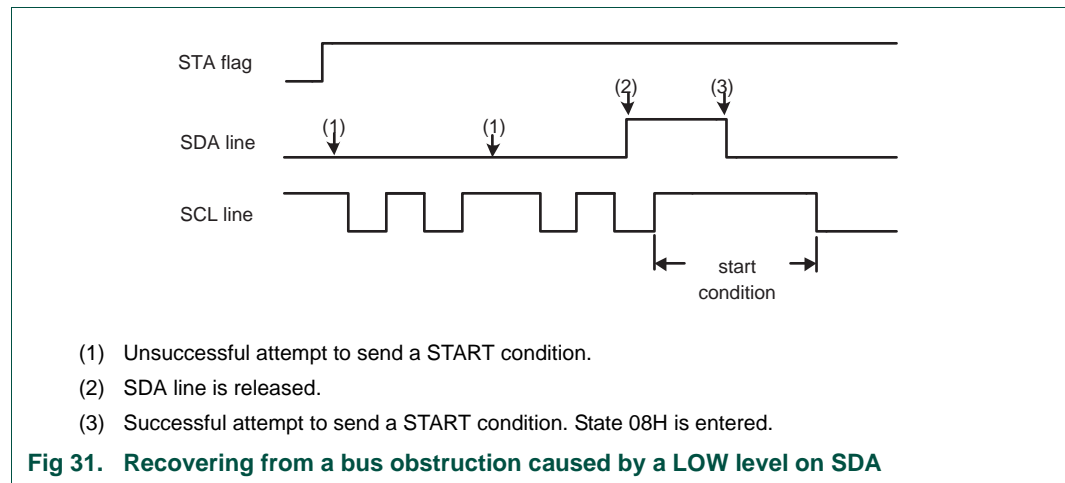 STA flag
(2) (3)
(1) (1)
SDA line
SCL line
start
condition
(1) Unsuccessful attempt to send a START condition.
(2) SDA line is released.
(3) Successful attempt to send a START condition. State 08H is entered.
Fig 31. Recovering from a bus obstruction caused by a LOW level on SDA